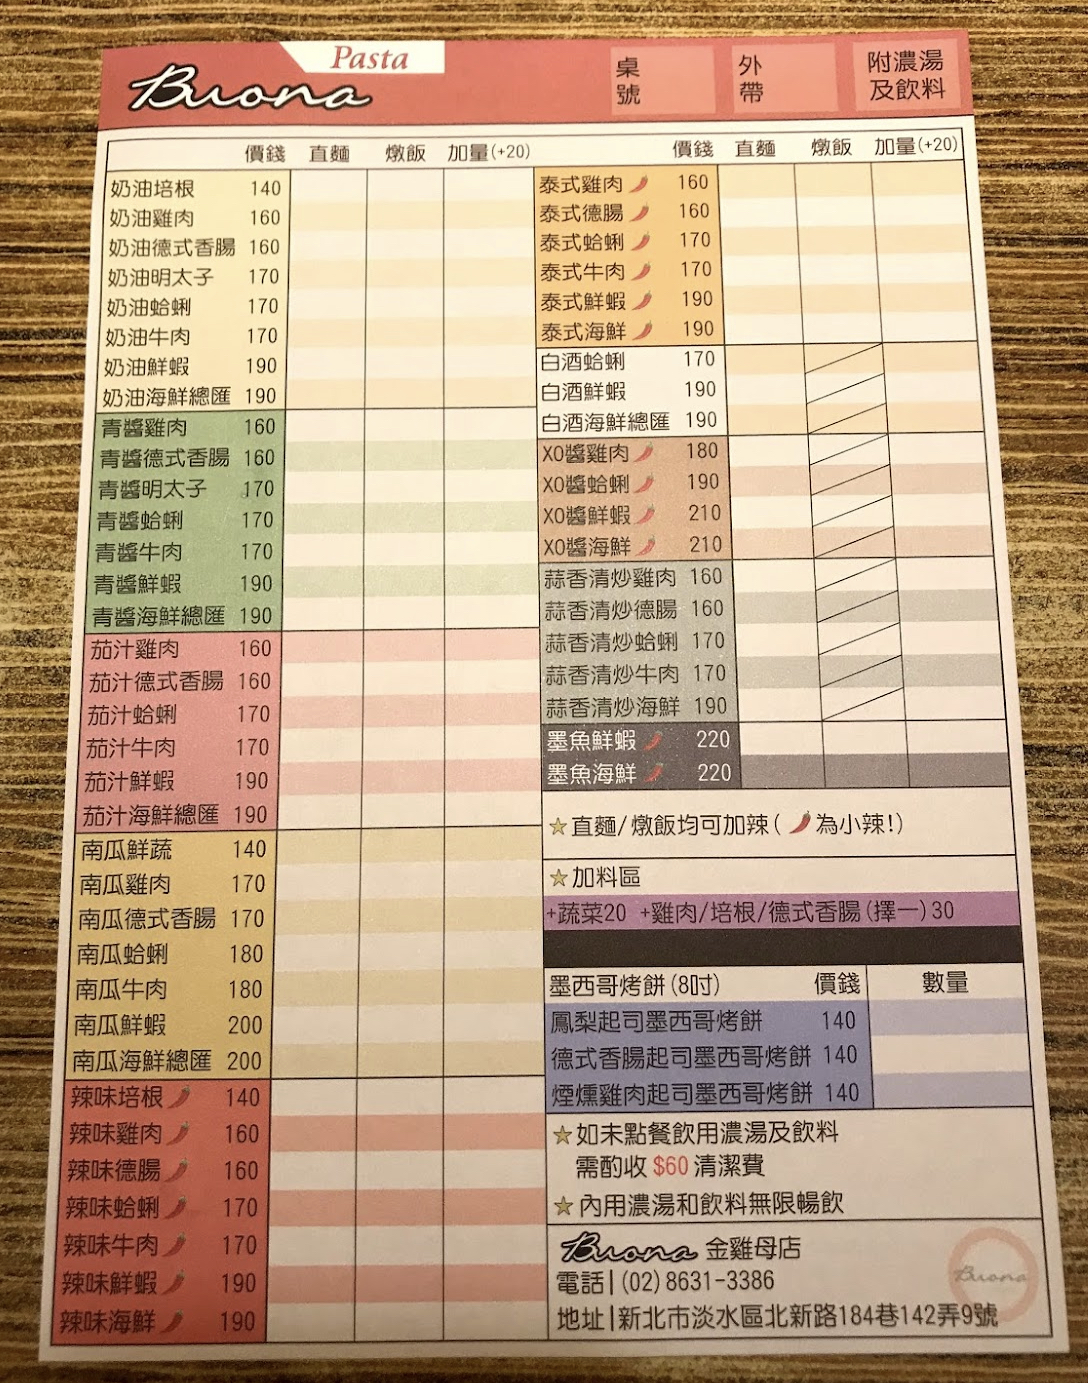 Pasta
Buona
桌號
外帶
附濃湯及飲料
價錢 直麵 燉飯 加量(+20)
奶油培根 140
奶油雞肉 160
奶油德式香腸 160
奶油明太子 170
奶油蛤蜊 170
奶油牛肉 170
奶油鮮蝦 190
奶油海鮮總匯 190
青醬雞肉 160
青醬德式香腸 160
青醬明太子 170
青醬蛤蜊 170
青醬牛肉 170
青醬鮮蝦 190
青醬海鮮總匯 190
茄汁雞肉 160
茄汁德式香腸 160
茄汁蛤蜊 170
茄汁牛肉 170
茄汁鮮蝦 190
茄汁海鮮總匯 190
南瓜鮮蔬 140
南瓜雞肉 170
南瓜德式香腸 170
南瓜蛤蜊 180
南瓜牛肉 180
南瓜鮮蝦 200
南瓜海鮮總匯 200
辣味培根 140
辣味雞肉 160
辣味德腸 160
辣味蛤蜊 170
辣味牛肉 170
辣味鮮蝦 190
辣味海鮮 190
價錢 直麵 燉飯 加量(+20)
泰式雞肉 160
泰式德腸 160
泰式蛤蜊 170
泰式牛肉 170
泰式鮮蝦 190
泰式海鮮 190
白酒蛤蜊 170
白酒鮮蝦 190
白酒海鮮總匯 190
XO醬雞肉 180
XO醬蛤蜊 190
XO醬鮮蝦 210
XO醬海鮮 210
蒜香清炒雞肉 160
蒜香清炒德腸 160
蒜香清炒蛤蜊 170
蒜香清炒牛肉 170
蒜香清炒海鮮 190
墨魚鮮蝦 220
墨魚海鮮 220
☆直麵/燉飯均可加辣(🌶為小辣!)
☆加料區
+蔬菜20 +雞肉/培根/德式香腸(擇一)30
墨西哥烤餅(8吋) 價錢 數量
鳳梨起司墨西哥烤餅 140
德式香腸起司墨西哥烤餅 140
煙燻雞肉起司墨西哥烤餅 140
☆如未點餐飲用濃湯及飲料
需酌收$60清潔費
☆內用濃湯和飲料無限暢飲
Buona 金雞母店
電話|(02)8631-3386
地址|新北市淡水區北新路184巷142弄9號
Buona